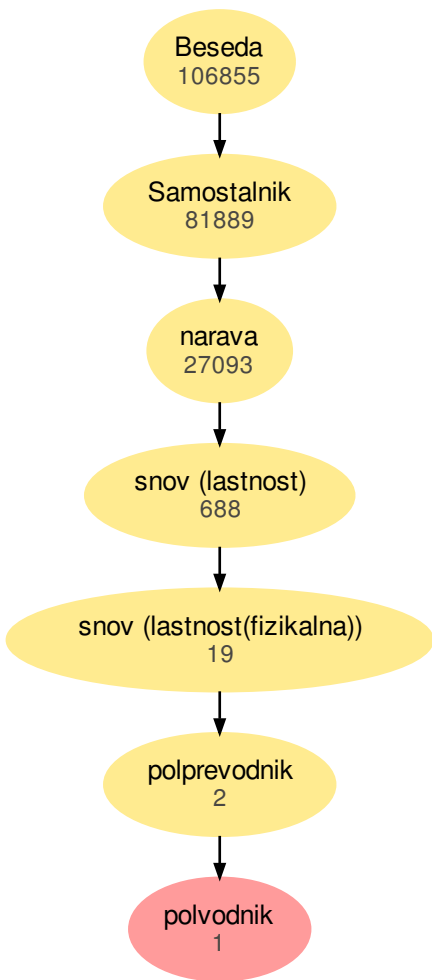 Beseda
106855
Samostalnik
81889
narava
27093
snov (lastnost)
688
snov (lastnost(fizikalna))
19
polprevodnik
2
polvodnik
1